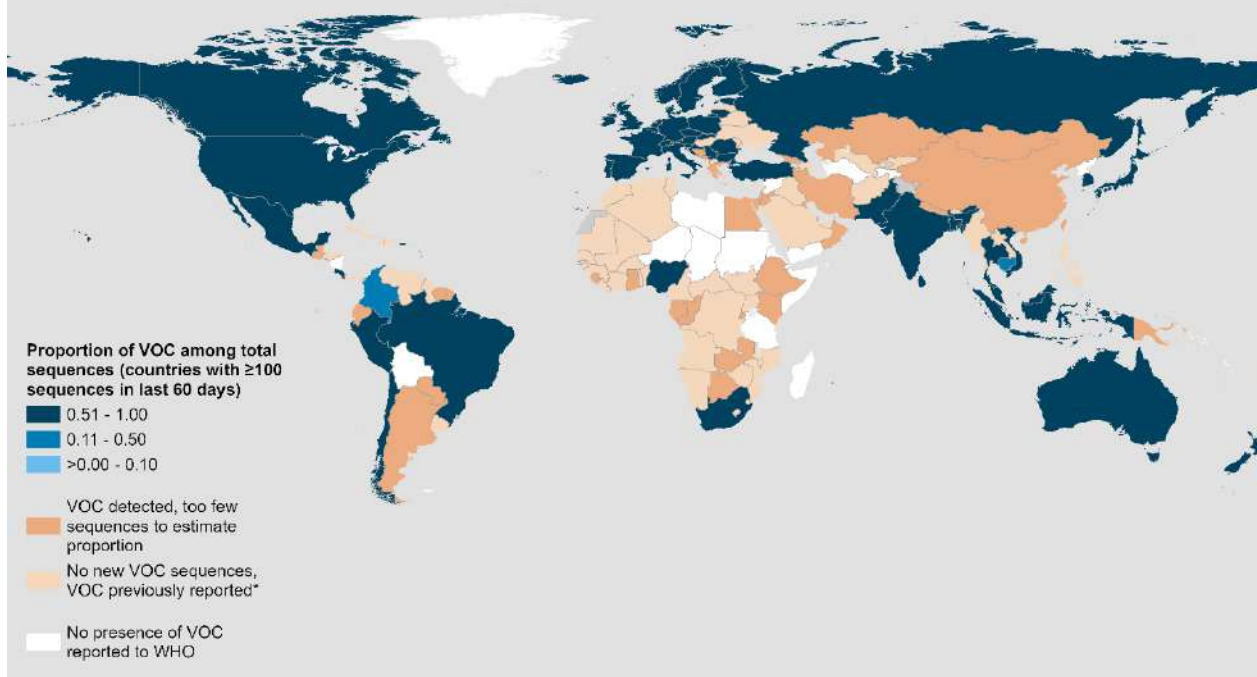 Proportion of VOC among total
sequences (countries with ≥100
sequences in last 60 days)
0.51 - 1.00
0.11 - 0.50
>0.00 - 0.10
VOC detected, too few
sequences to estimate
proportion
No new VOC sequences,
VOC previously reported*
No presence of VOC
reported to WHO